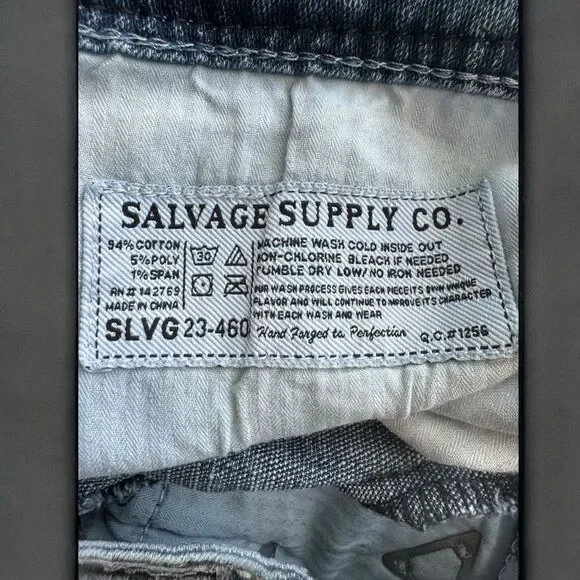 SALVAGE SUPPLY CO.
94% COTTON
5% POLY
1% SPAN
RN# 142769
MADE IN CHINA
SLVG 23-460
30
MACHINE WASH COLD INSIDE OUT
NON-CHLORINE BLEACH IF NEEDED
TUMBLE DRY LOW/NO IRON NEEDED
OUR WASH PROCESS GIVES EACH PIECE ITS OWN UNIQUE
FLAVOR AND WILL CONTINUE TO IMPROVE ITS CHARACTER
WITH EACH WASH AND WEAR
Hand Forged to Perfection
Q.C.#1256